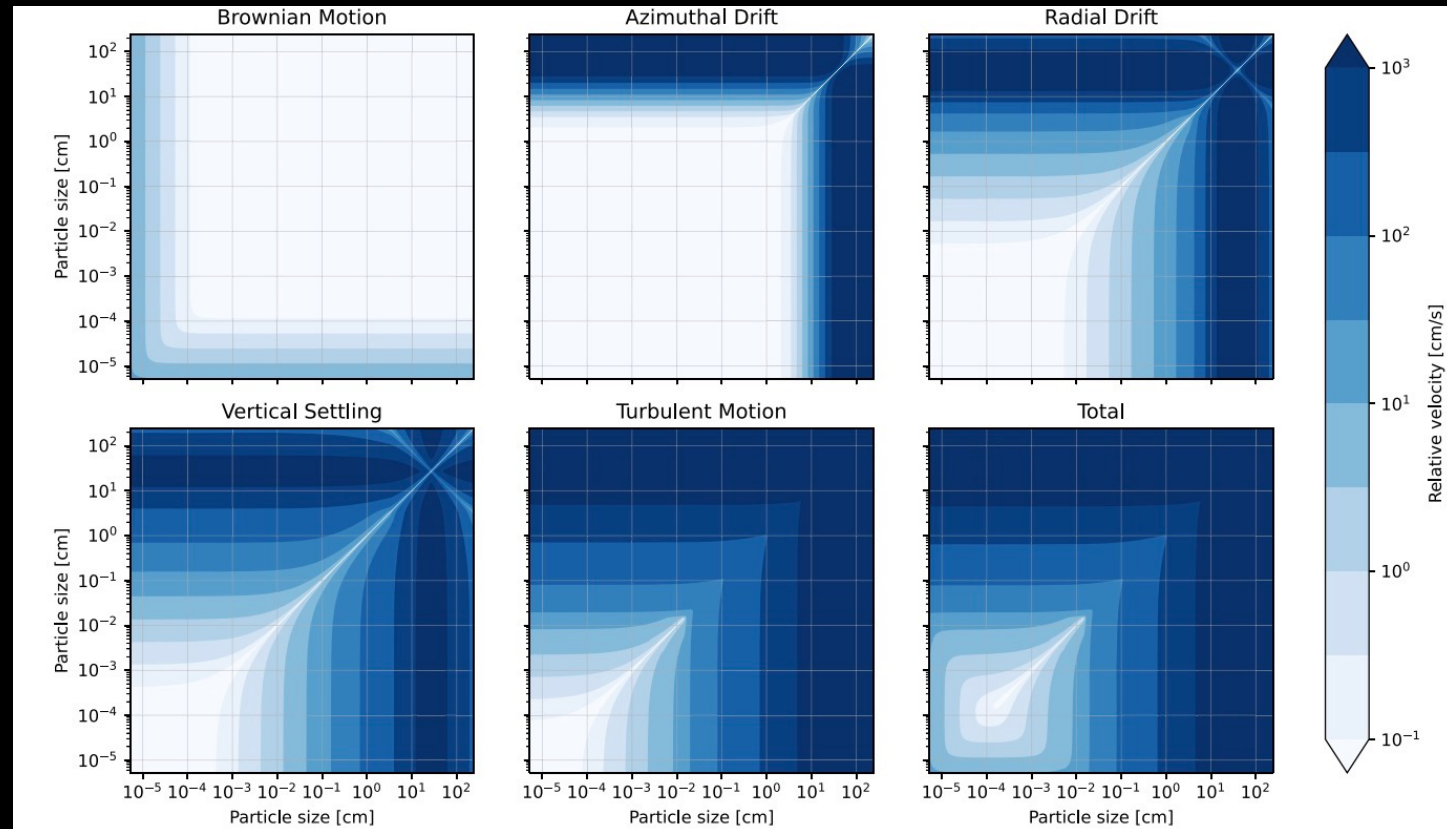 Brownian Motion
Azimuthal Drift
Radial Drift
Particle size [cm]
10²
10¹
10⁰
10⁻¹
10⁻²
10⁻³
10⁻⁴
10⁻⁵
Vertical Settling
Turbulent Motion
Total
Particle size [cm]
10²
10¹
10⁰
10⁻¹
10⁻²
10⁻³
10⁻⁴
10⁻⁵
10⁻⁵ 10⁻⁴ 10⁻³ 10⁻² 10⁻¹ 10⁰ 10¹ 10²
Particle size [cm]
10⁻⁵ 10⁻⁴ 10⁻³ 10⁻² 10⁻¹ 10⁰ 10¹ 10²
Particle size [cm]
10⁻⁵ 10⁻⁴ 10⁻³ 10⁻² 10⁻¹ 10⁰ 10¹ 10²
Particle size [cm]
10³
10²
10¹
10⁰
10⁻¹
Relative velocity [cm/s]